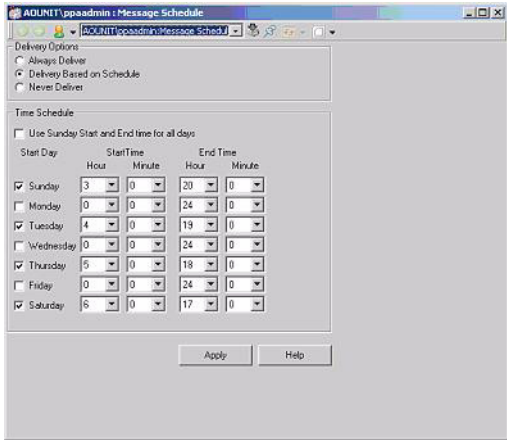 AOUNIT\ppaadmin : Message Schedule
AOUNIT\ppaadmin:Message Schedul
Delivery Options
Always Deliver
Delivery Based on Schedule
Never Deliver
Time Schedule
Use Sunday Start and End time for all days
Start Day StartTime End Time
Hour Minute Hour Minute
Sunday 3 0 20 0
Monday 0 0 24 0
Tuesday 4 0 19 0
Wednesday 0 0 24 0
Thursday 5 0 18 0
Friday 0 0 24 0
Saturday 6 0 17 0
Apply Help